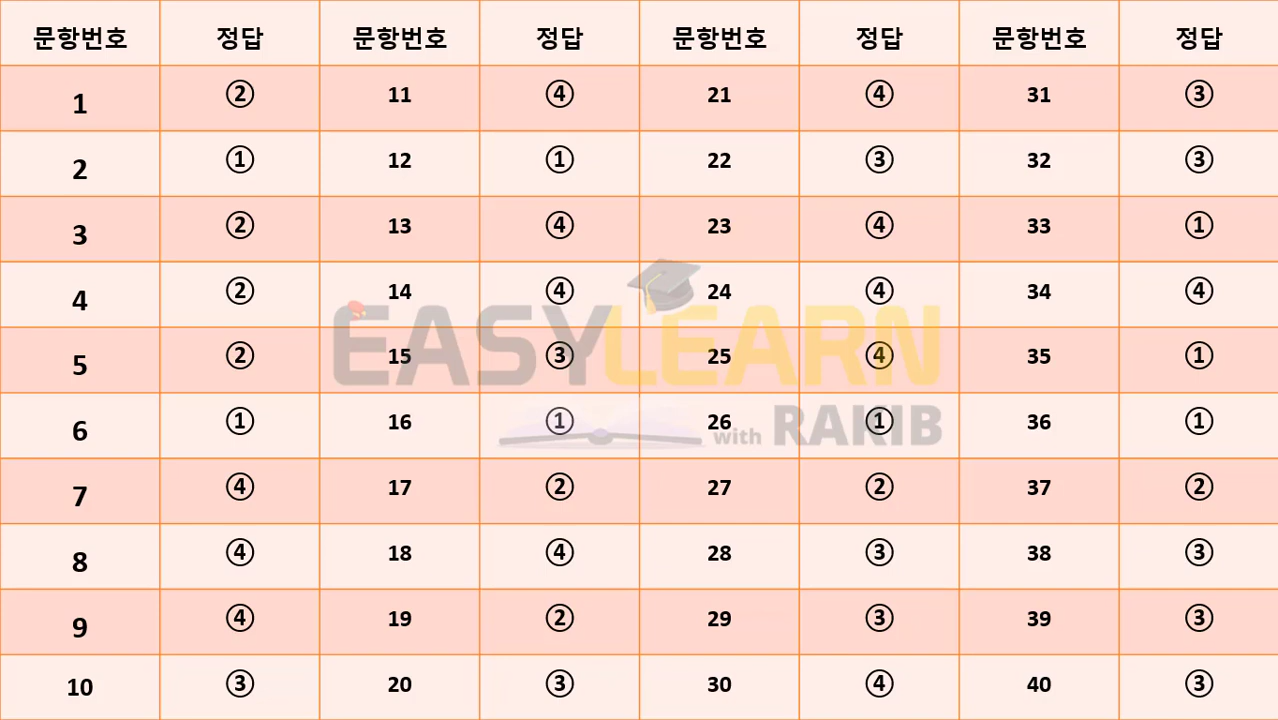 문항번호 정답 문항번호 정답 문항번호 정답 문항번호 정답
1 ② 11 ④ 21 ④ 31 ③
2 ① 12 ① 22 ③ 32 ③
3 ② 13 ④ 23 ④ 33 ①
4 ② 14 ④ 24 ④ 34 ④
5 ② 15 ③ 25 ④ 35 ①
6 ① 16 ① 26 ① 36 ①
7 ④ 17 ② 27 ② 37 ②
8 ④ 18 ④ 28 ③ 38 ③
9 ④ 19 ② 29 ③ 39 ③
10 ③ 20 ③ 30 ④ 40 ③
EASYLEARN
with RAKIB